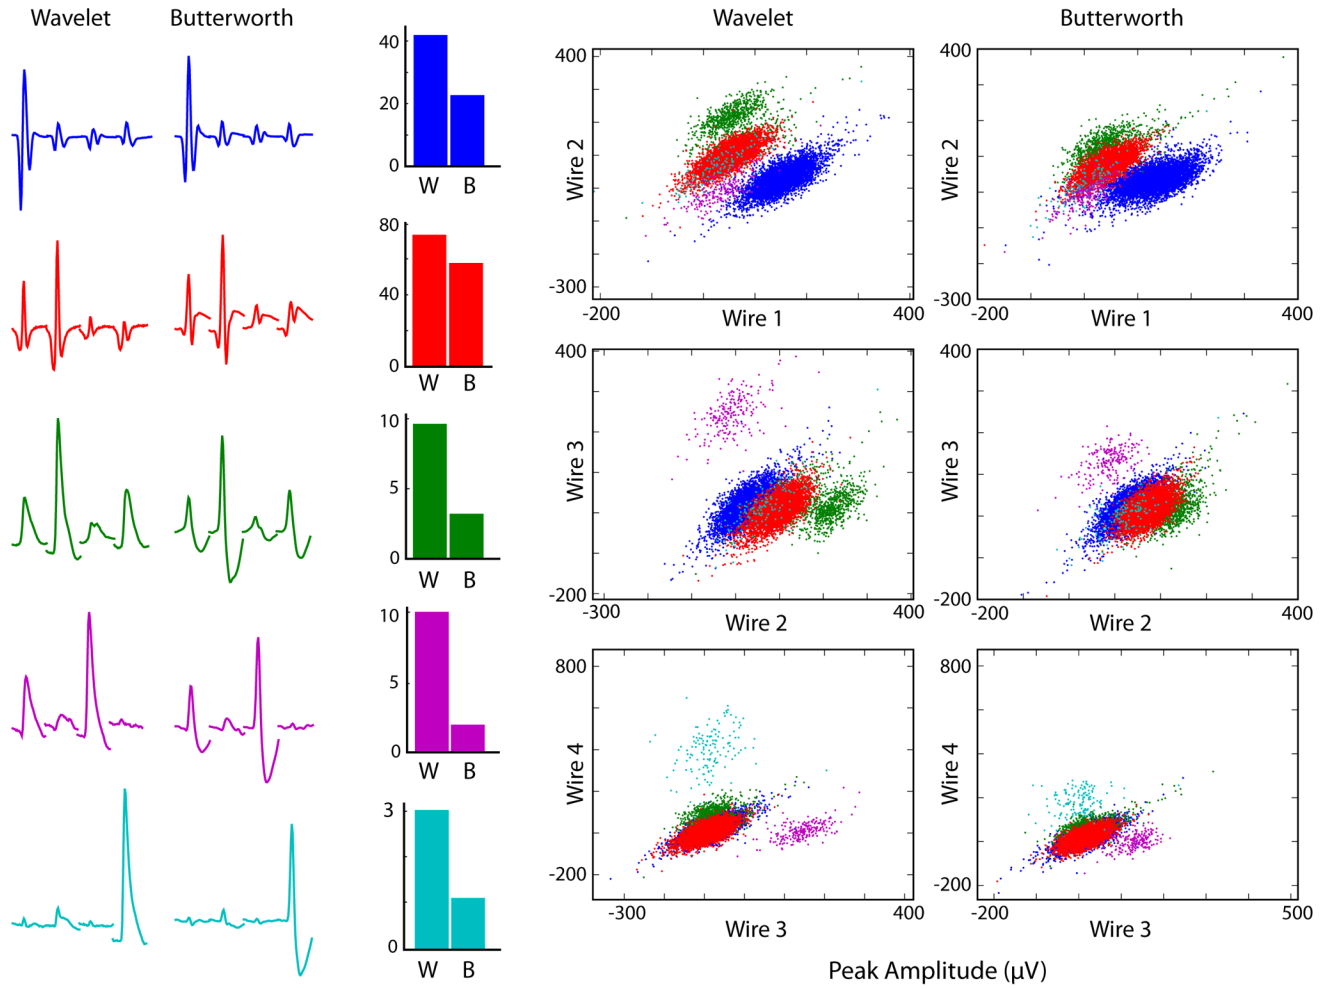 Wavelet Butterworth
40
20
0
W B
80
40
0
W B
10
5
0
W B
10
5
0
W B
3
0
W B
Wavelet Butterworth
400
Wire 2
-300
-200 Wire 1 400
400
Wire 2
-300
-200 Wire 1 400
400
Wire 3
-200
-300 Wire 2 400
400
Wire 3
-200
-200 Wire 2 400
800
Wire 4
-200
-300 Wire 3 400
800
Wire 4
-200
-200 Wire 3 500
Peak Amplitude (µV)